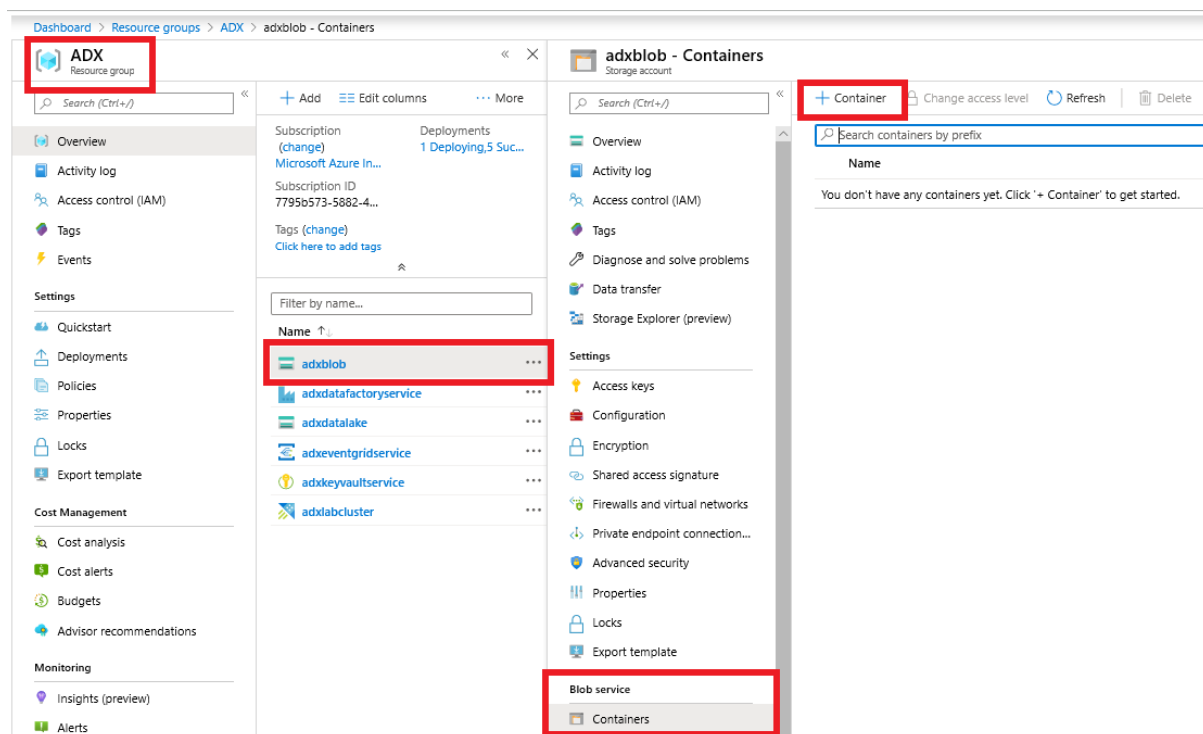 Dashboard > Resource groups > ADX > adxblob - Containers
ADX
Resource group
Search (Ctrl+/)
Overview
Activity log
Access control (IAM)
Tags
Events
Settings
Quickstart
Deployments
Policies
Properties
Locks
Export template
Cost Management
Cost analysis
Cost alerts
Budgets
Advisor recommendations
Monitoring
Insights (preview)
Alerts
+ Add Edit columns ··· More
Subscription (change)
Microsoft Azure In...
Deployments
1 Deploying,5 Suc...
Subscription ID
7795b573-5882-4...
Tags (change)
Click here to add tags
Filter by name...
Name
adxblob
adxdatafactoryservice
adxdatalake
adxeventgridservice
adxkeyvaultservice
adxlabcluster
adxblob - Containers
Storage account
Search (Ctrl+/)
Overview
Activity log
Access control (IAM)
Tags
Diagnose and solve problems
Data transfer
Storage Explorer (preview)
Settings
Access keys
Configuration
Encryption
Shared access signature
Firewalls and virtual networks
Private endpoint connection...
Advanced security
Properties
Locks
Export template
Blob service
Containers
+ Container Change access level Refresh Delete
Search containers by prefix
Name
You don't have any containers yet. Click '+ Container' to get started.